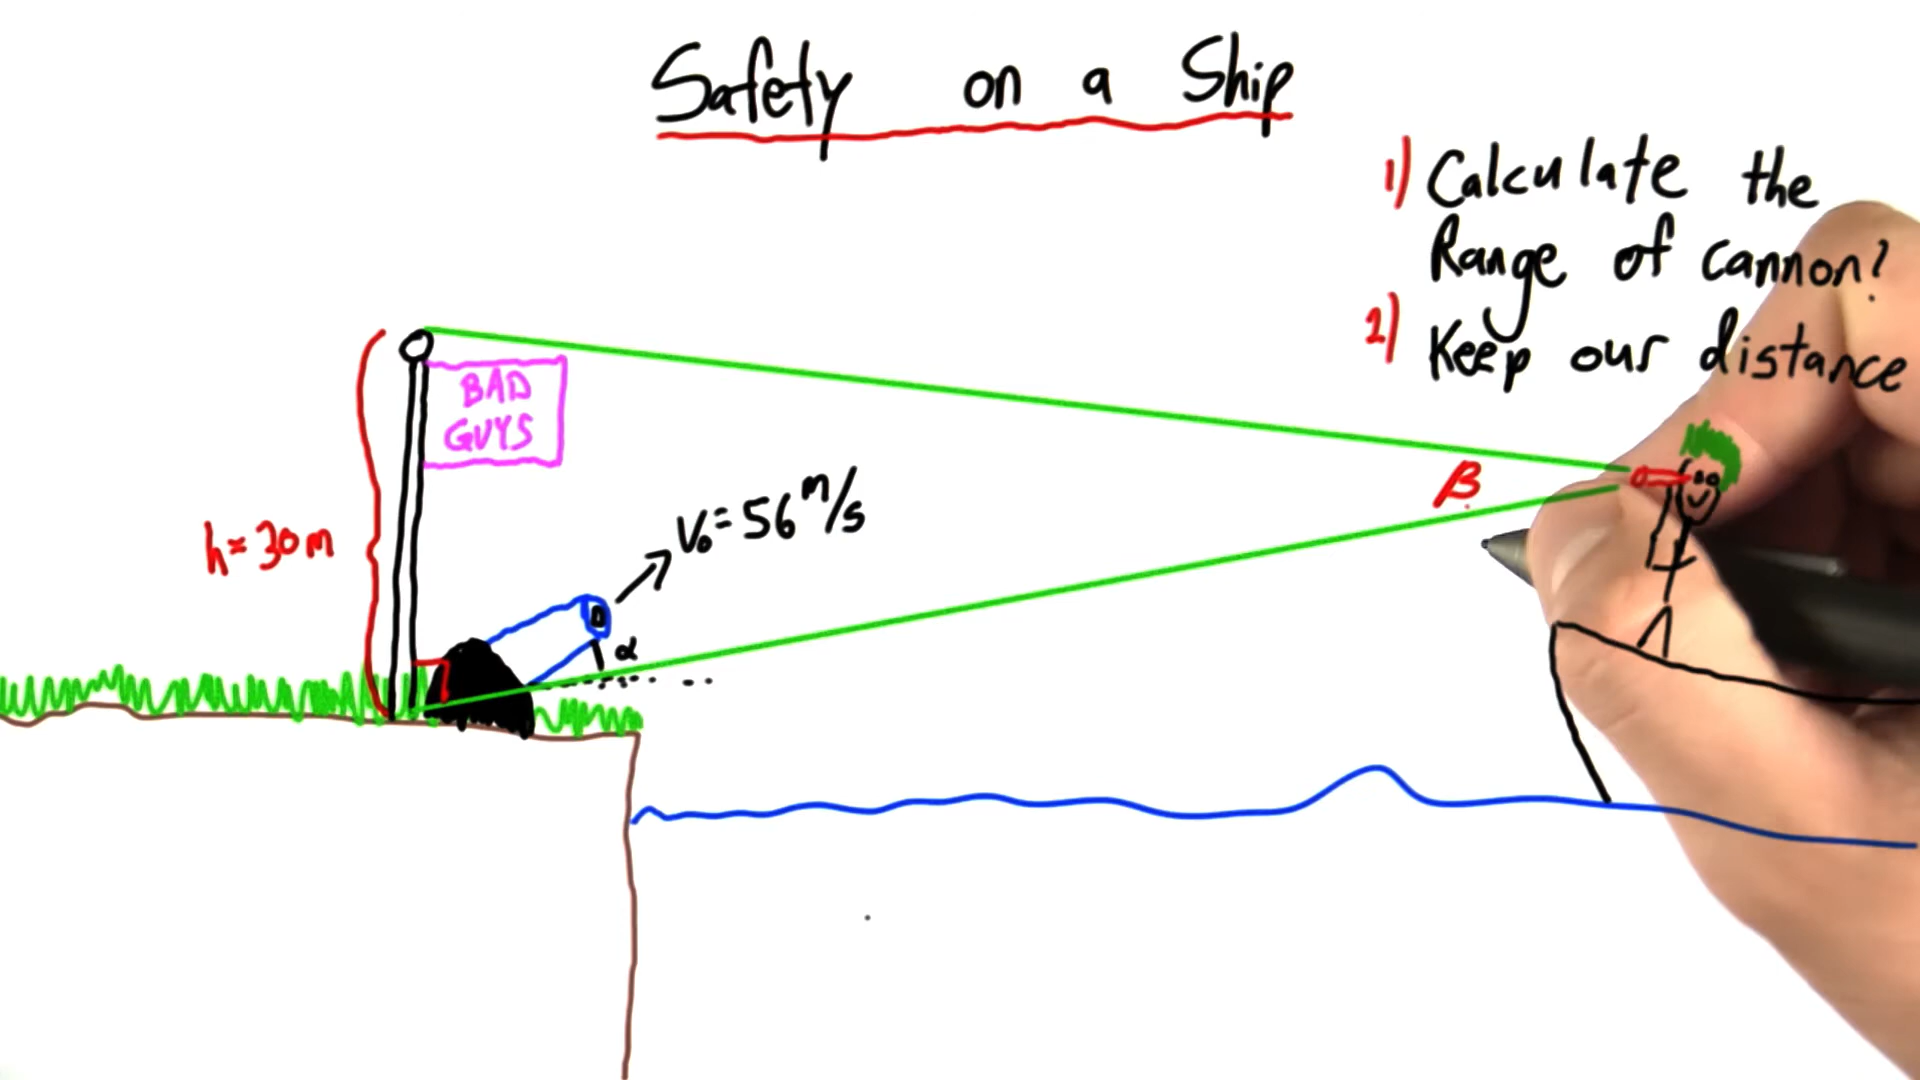 Safety on a Ship
1) Calculate the
Range of cannon?
2) Keep our distance
BAD
GUYS
h = 30m
V₀ = 56 m/s
β
α